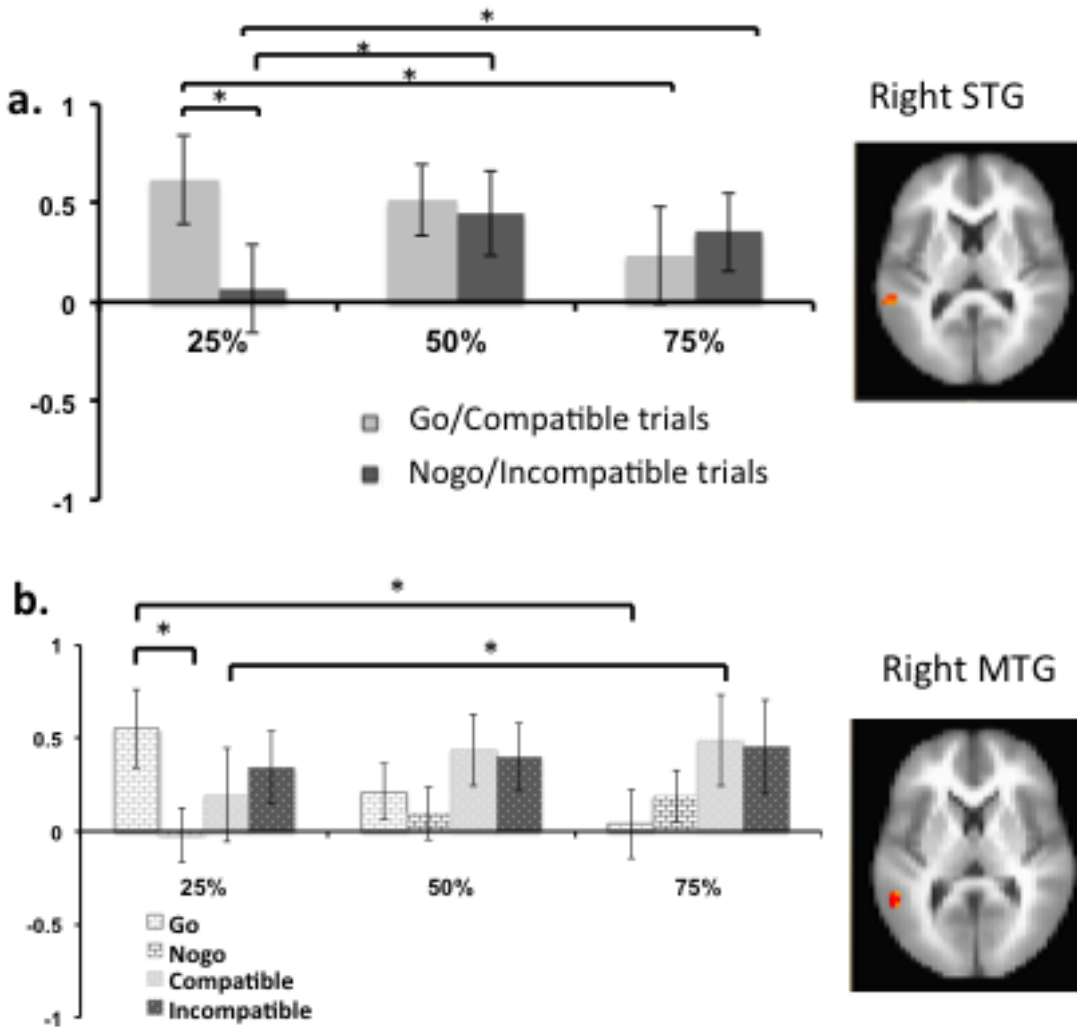 *
*
*
*
a.
Right STG
1
0.5
0
25% 50% 75%
-0.5
Go/Compatible trials
Nogo/Incompatible trials
-1
b.
*
*
*
Right MTG
1
0.5
0
25% 50% 75%
-0.5
Go
Nogo
Compatible
Incompatible
-1